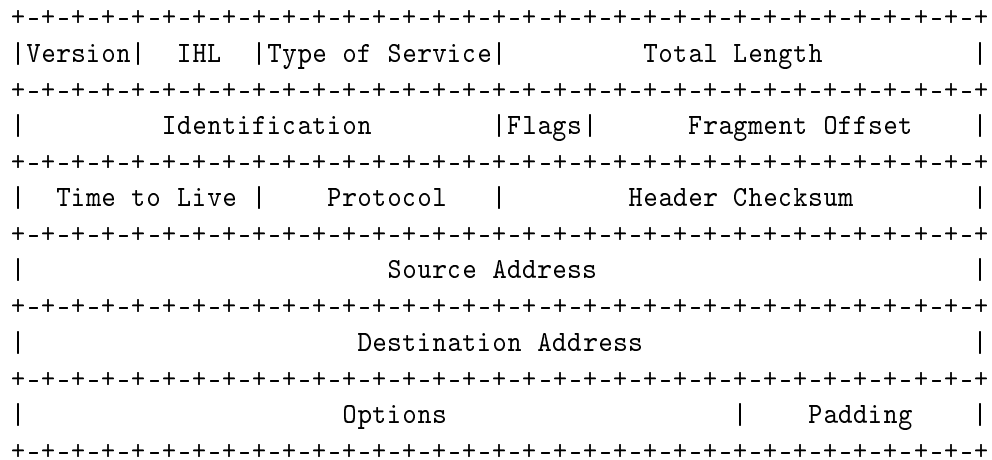 +-+-+-+-+-+-+-+-+-+-+-+-+-+-+-+-+-+-+-+-+-+-+-+-+-+-+-+-+-+-+-+-+
|Version|  IHL  |Type of Service|          Total Length         |
+-+-+-+-+-+-+-+-+-+-+-+-+-+-+-+-+-+-+-+-+-+-+-+-+-+-+-+-+-+-+-+-+
|         Identification        |Flags|      Fragment Offset    |
+-+-+-+-+-+-+-+-+-+-+-+-+-+-+-+-+-+-+-+-+-+-+-+-+-+-+-+-+-+-+-+-+
|  Time to Live |    Protocol   |        Header Checksum        |
+-+-+-+-+-+-+-+-+-+-+-+-+-+-+-+-+-+-+-+-+-+-+-+-+-+-+-+-+-+-+-+-+
|                        Source Address                         |
+-+-+-+-+-+-+-+-+-+-+-+-+-+-+-+-+-+-+-+-+-+-+-+-+-+-+-+-+-+-+-+-+
|                      Destination Address                      |
+-+-+-+-+-+-+-+-+-+-+-+-+-+-+-+-+-+-+-+-+-+-+-+-+-+-+-+-+-+-+-+-+
|                     Options                   |    Padding    |
+-+-+-+-+-+-+-+-+-+-+-+-+-+-+-+-+-+-+-+-+-+-+-+-+-+-+-+-+-+-+-+-+